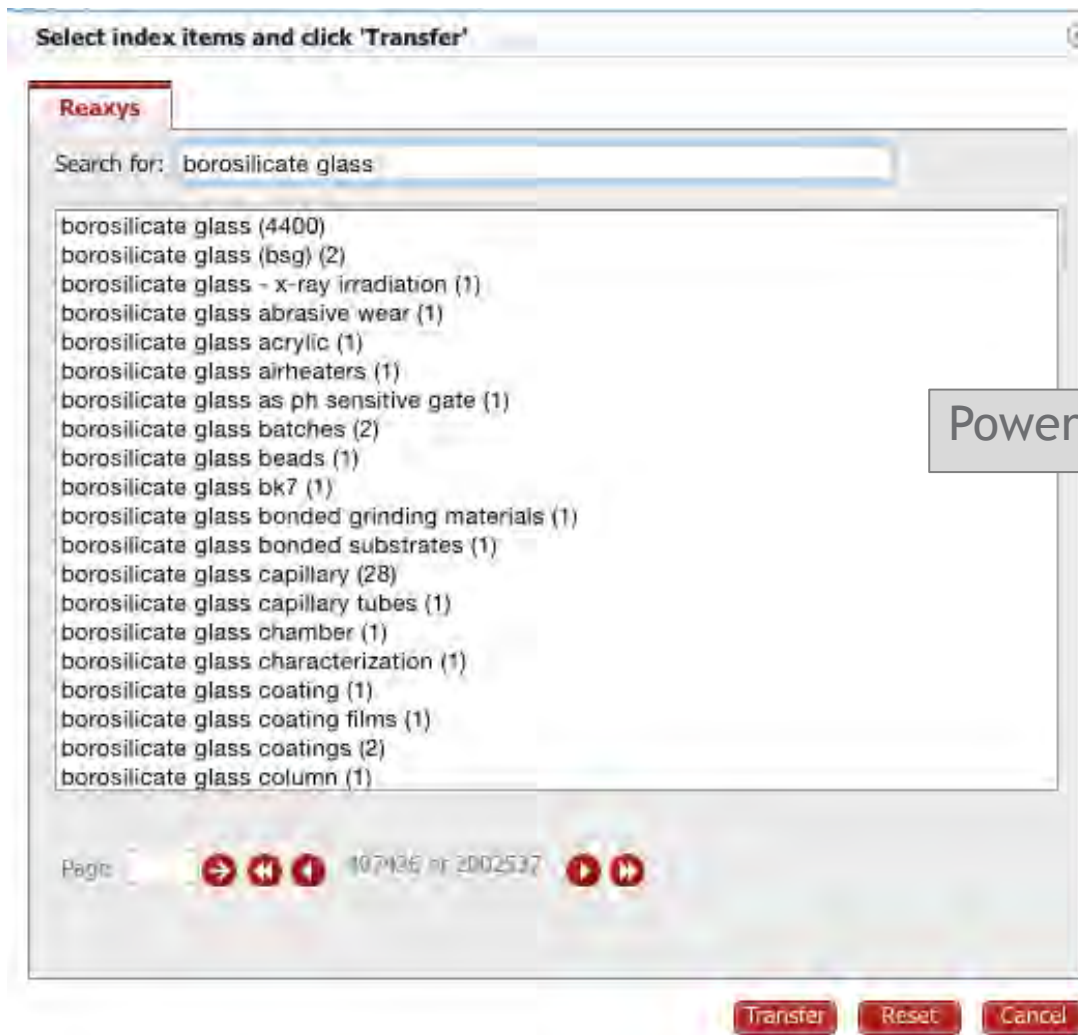 Select index items and click 'Transfer'
Reaxys
Search for: borosilicate glass
borosilicate glass (4400)
borosilicate glass (bsg) (2)
borosilicate glass - x-ray irradiation (1)
borosilicate glass abrasive wear (1)
borosilicate glass acrylic (1)
borosilicate glass airheaters (1)
borosilicate glass as ph sensitive gate (1)
borosilicate glass batches (2)
borosilicate glass beads (1)
borosilicate glass bk7 (1)
borosilicate glass bonded grinding materials (1)
borosilicate glass bonded substrates (1)
borosilicate glass capillary (28)
borosilicate glass capillary tubes (1)
borosilicate glass chamber (1)
borosilicate glass characterization (1)
borosilicate glass coating (1)
borosilicate glass coating films (1)
borosilicate glass coatings (2)
borosilicate glass column (1)
Power
Page:
Transfer Reset Cancel